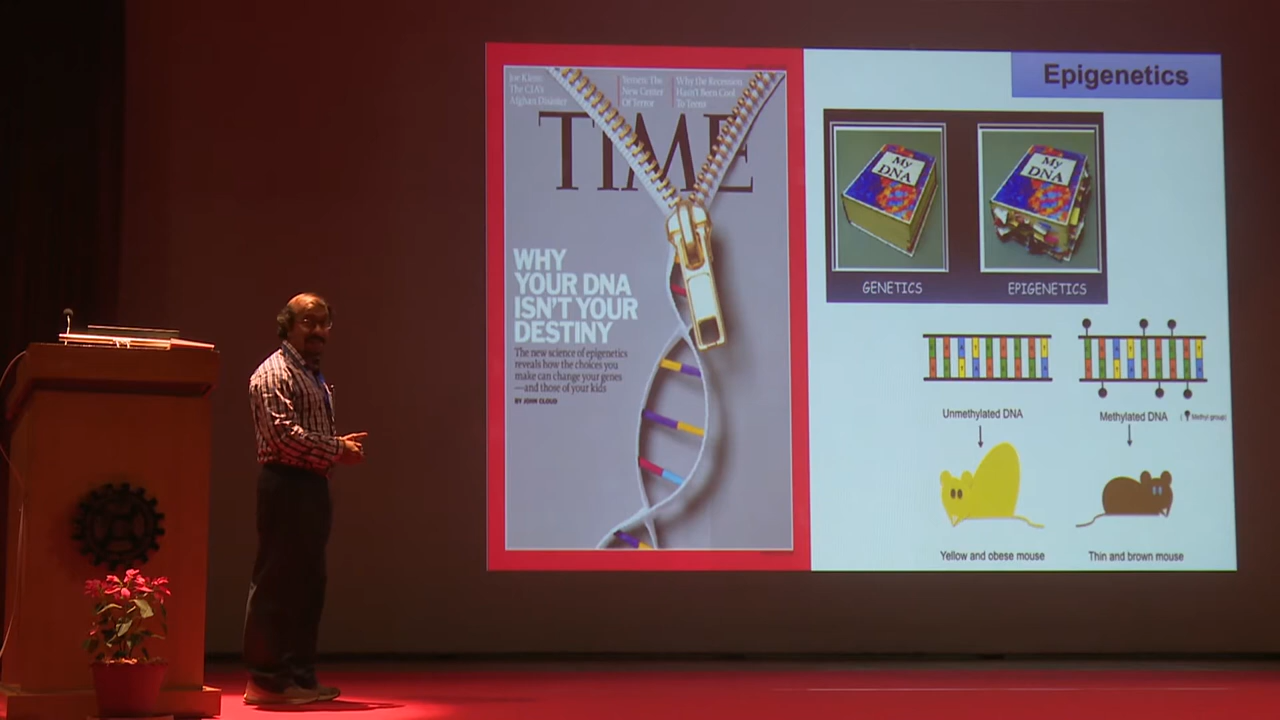 Joe Klein:
The CIA's
Afghan Disaster
Yemen: The
New Center
Of Terror
Why the Recession
Hasn't Been Cool
To Teens
TIME
WHY
YOUR DNA
ISN'T YOUR
DESTINY
The new science of epigenetics
reveals how the choices you
make can change your genes
—and those of your kids
BY JOHN CLOUD
Epigenetics
My
DNA
My
DNA
GENETICS
EPIGENETICS
Unmethylated DNA
Methylated DNA
( Methyl group)
Yellow and obese mouse
Thin and brown mouse